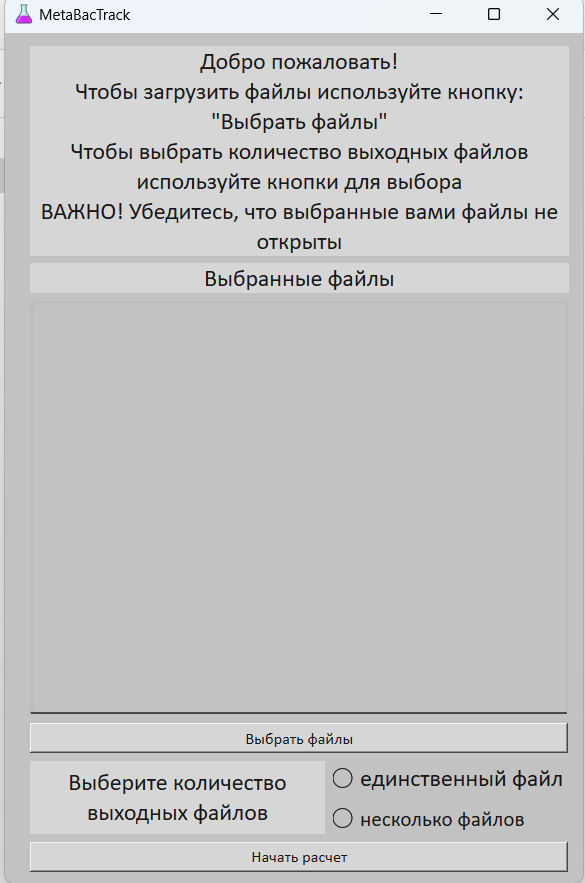 MetaBacTrack
Добро пожаловать!
Чтобы загрузить файлы используйте кнопку:
"Выбрать файлы"
Чтобы выбрать количество выходных файлов
используйте кнопки для выбора
ВАЖНО! Убедитесь, что выбранные вами файлы не
открыты
Выбранные файлы
Выбрать файлы
Выберите количество
выходных файлов
единственный файл
несколько файлов
Начать расчет